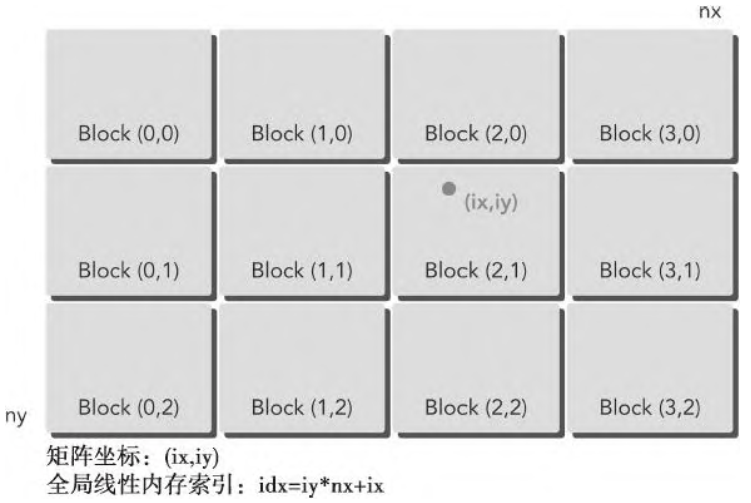 nx
Block (0,0) Block (1,0) Block (2,0) Block (3,0)
(ix,iy)
Block (0,1) Block (1,1) Block (2,1) Block (3,1)
Block (0,2) Block (1,2) Block (2,2) Block (3,2)
ny
矩阵坐标：(ix,iy)
全局线性内存索引：idx=iy*nx+ix